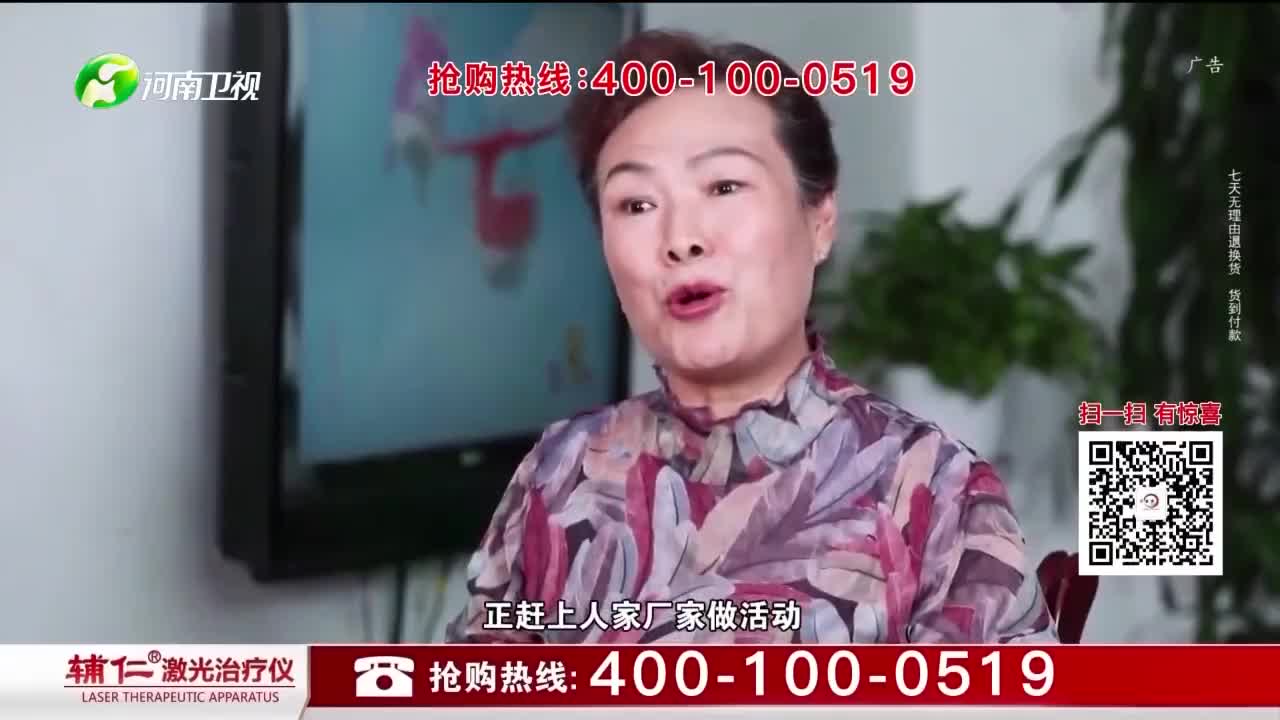 河南卫视
抢购热线:400-100-0519
广告
七天无理由退换货 货到付款
扫一扫 有惊喜
正赶上人家厂家做活动
辅仁®激光治疗仪
LASER THERAPEUTIC APPARATUS
抢购热线:400-100-0519